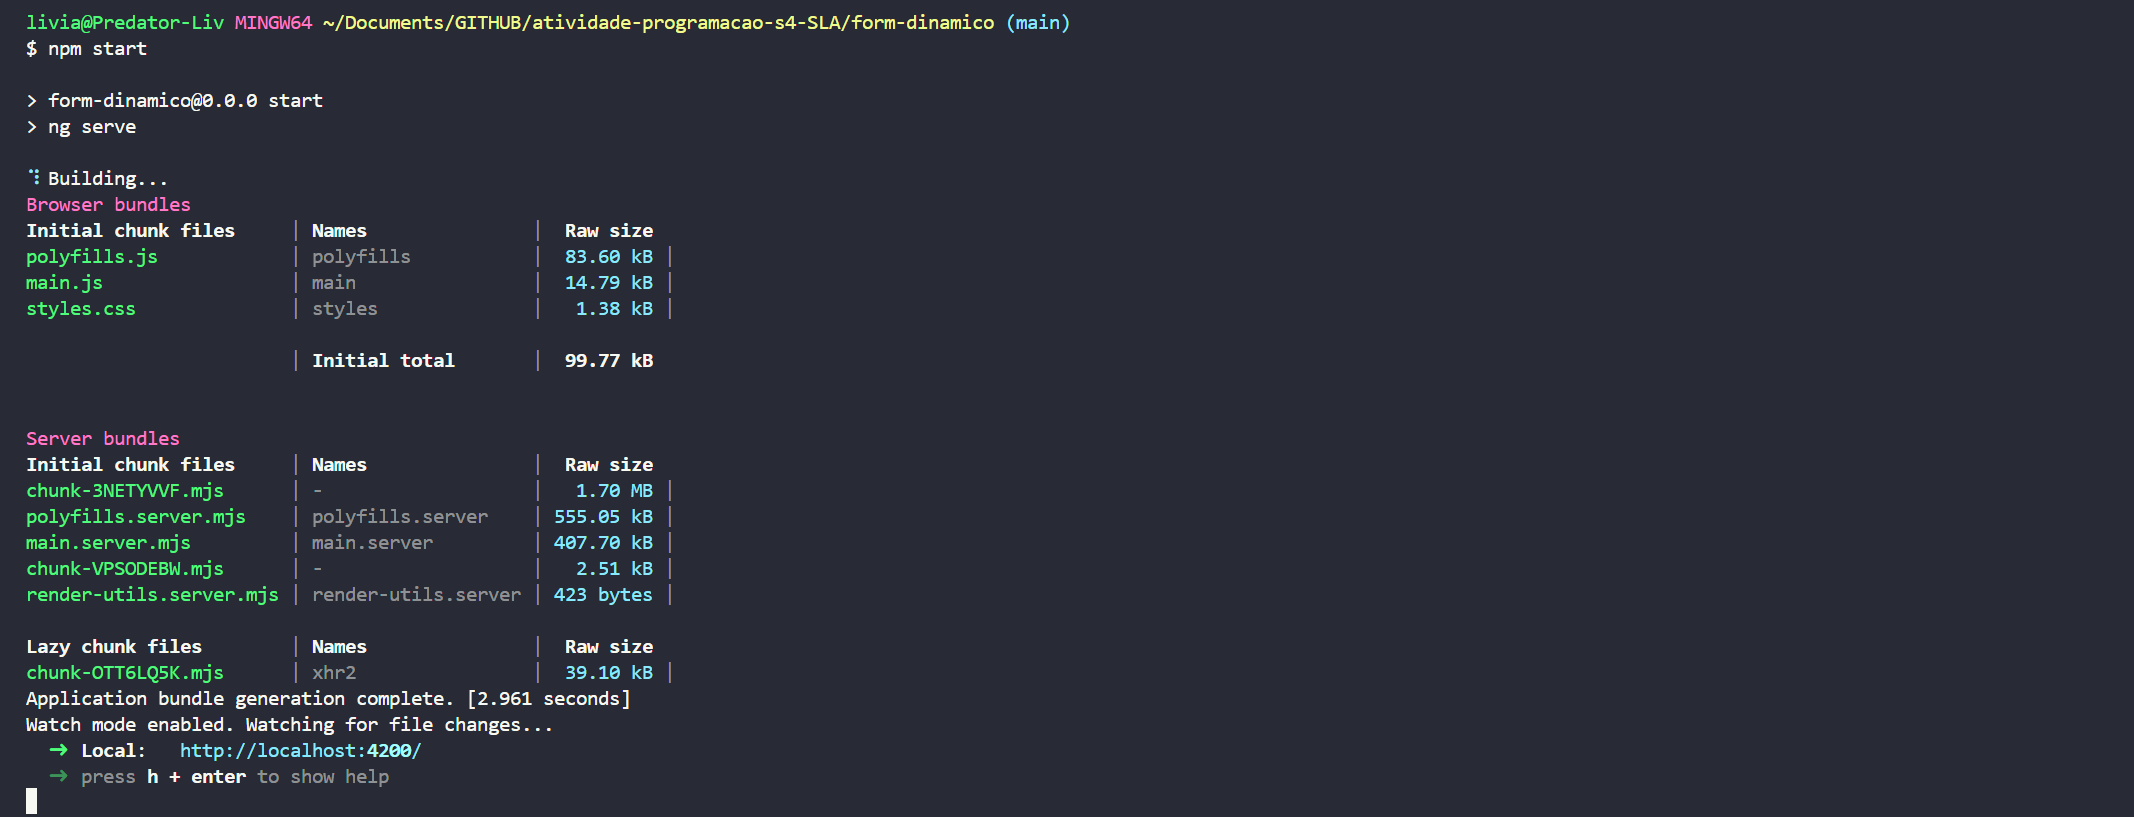 livia@Predator-Liv MINGW64 ~/Documents/GITHUB/atividade-programacao-s4-SLA/form-dinamico (main)
$ npm start
> form-dinamico@0.0.0 start
> ng serve
⠹ Building...
Browser bundles
Initial chunk files | Names | Raw size
polyfills.js | polyfills | 83.60 kB |
main.js | main | 14.79 kB |
styles.css | styles | 1.38 kB |
| Initial total | 99.77 kB
Server bundles
Initial chunk files | Names | Raw size
chunk-3NETYVVF.mjs | - | 1.70 MB |
polyfills.server.mjs | polyfills.server | 555.05 kB |
main.server.mjs | main.server | 407.70 kB |
chunk-VPSODEBW.mjs | - | 2.51 kB |
render-utils.server.mjs | render-utils.server | 423 bytes |
Lazy chunk files | Names | Raw size
chunk-OTT6LQ5K.mjs | xhr2 | 39.10 kB |
Application bundle generation complete. [2.961 seconds]
Watch mode enabled. Watching for file changes...
➜ Local: http://localhost:4200/
➜ press h + enter to show help